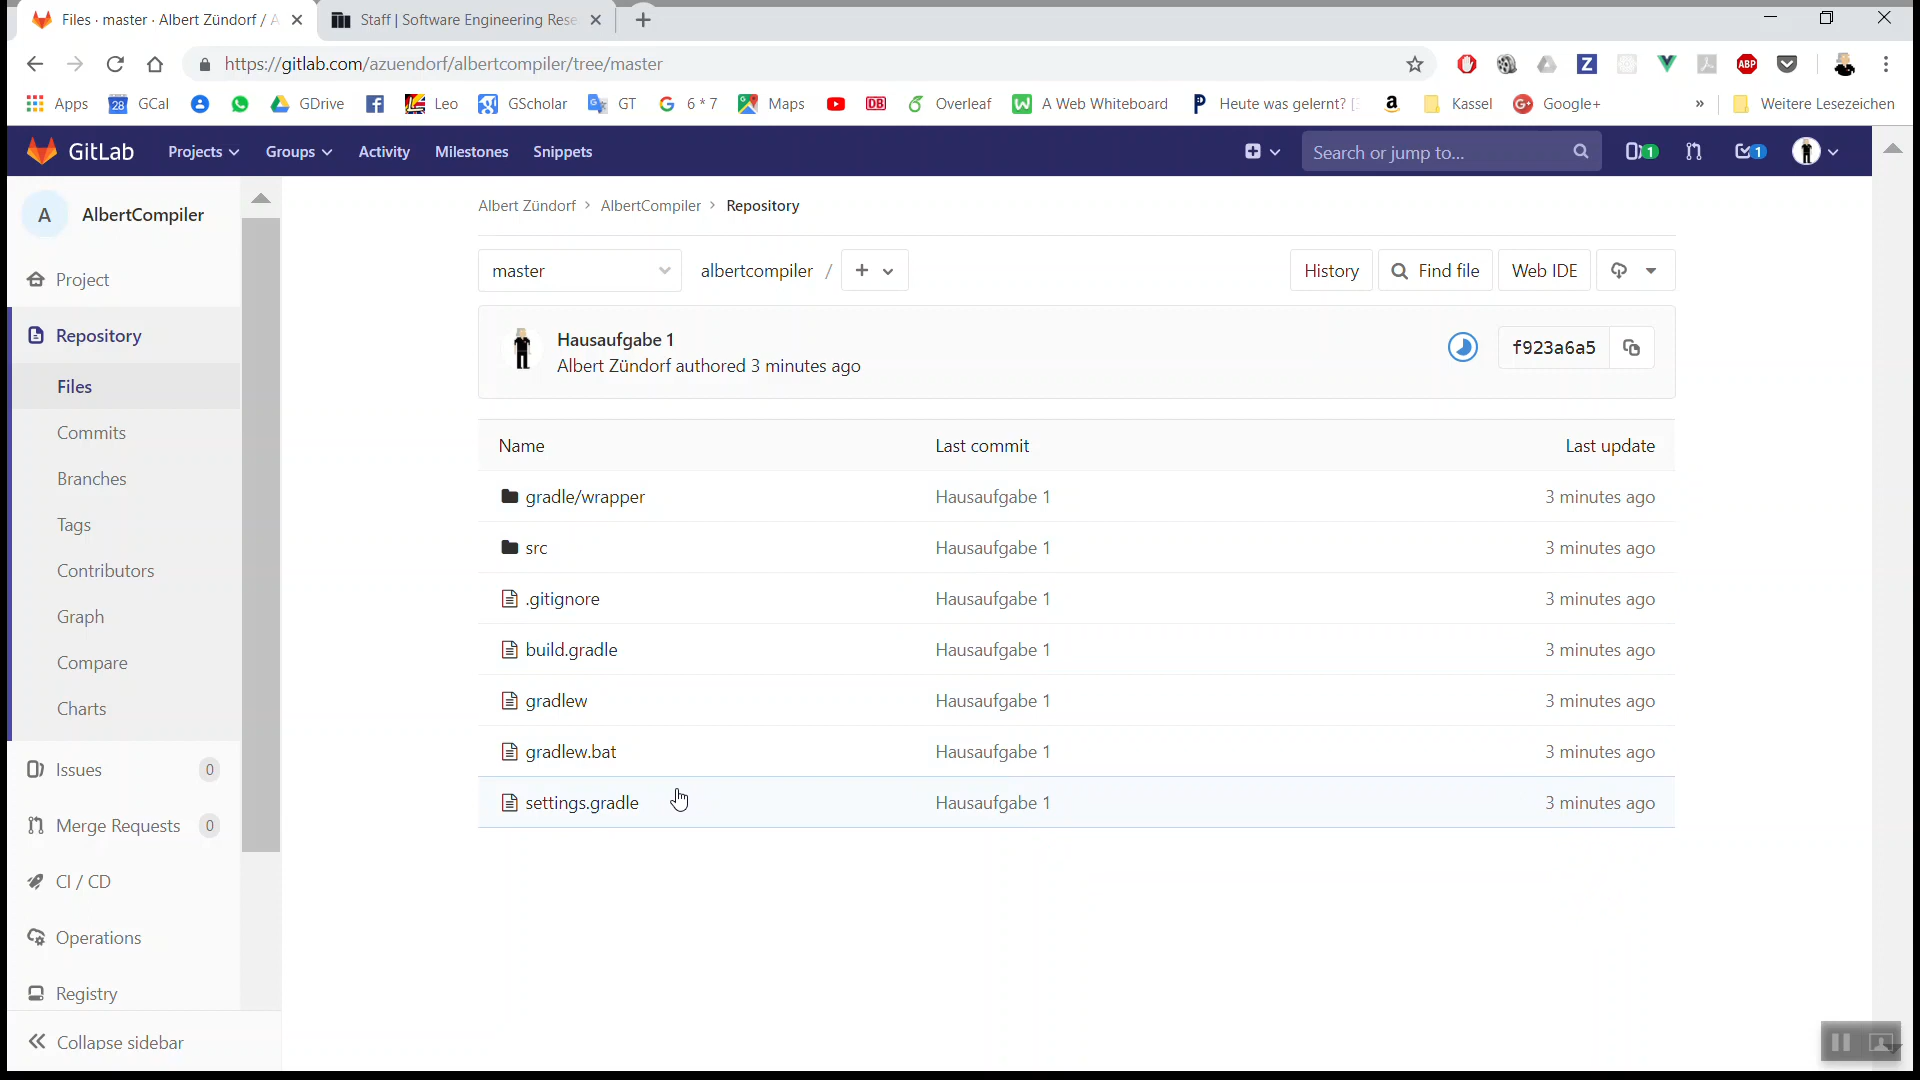 Files · master · Albert Zündorf / A
Staff | Software Engineering Rese
https://gitlab.com/azuendorf/albertcompiler/tree/master
Apps 28 GCal GDrive Leo GScholar GT 6 * 7 Maps DB Overleaf A Web Whiteboard Heute was gelernt? [ Kassel Google+ » Weitere Lesezeichen
GitLab Projects Groups Activity Milestones Snippets Search or jump to... 1 1
A AlbertCompiler
Project
Repository
Files
Commits
Branches
Tags
Contributors
Graph
Compare
Charts
Issues 0
Merge Requests 0
CI / CD
Operations
Registry
Collapse sidebar
Albert Zündorf > AlbertCompiler > Repository
master albertcompiler / + History Find file Web IDE
Hausaufgabe 1
Albert Zündorf authored 3 minutes ago
f923a6a5
Name Last commit Last update
gradle/wrapper Hausaufgabe 1 3 minutes ago
src Hausaufgabe 1 3 minutes ago
.gitignore Hausaufgabe 1 3 minutes ago
build.gradle Hausaufgabe 1 3 minutes ago
gradlew Hausaufgabe 1 3 minutes ago
gradlew.bat Hausaufgabe 1 3 minutes ago
settings.gradle Hausaufgabe 1 3 minutes ago